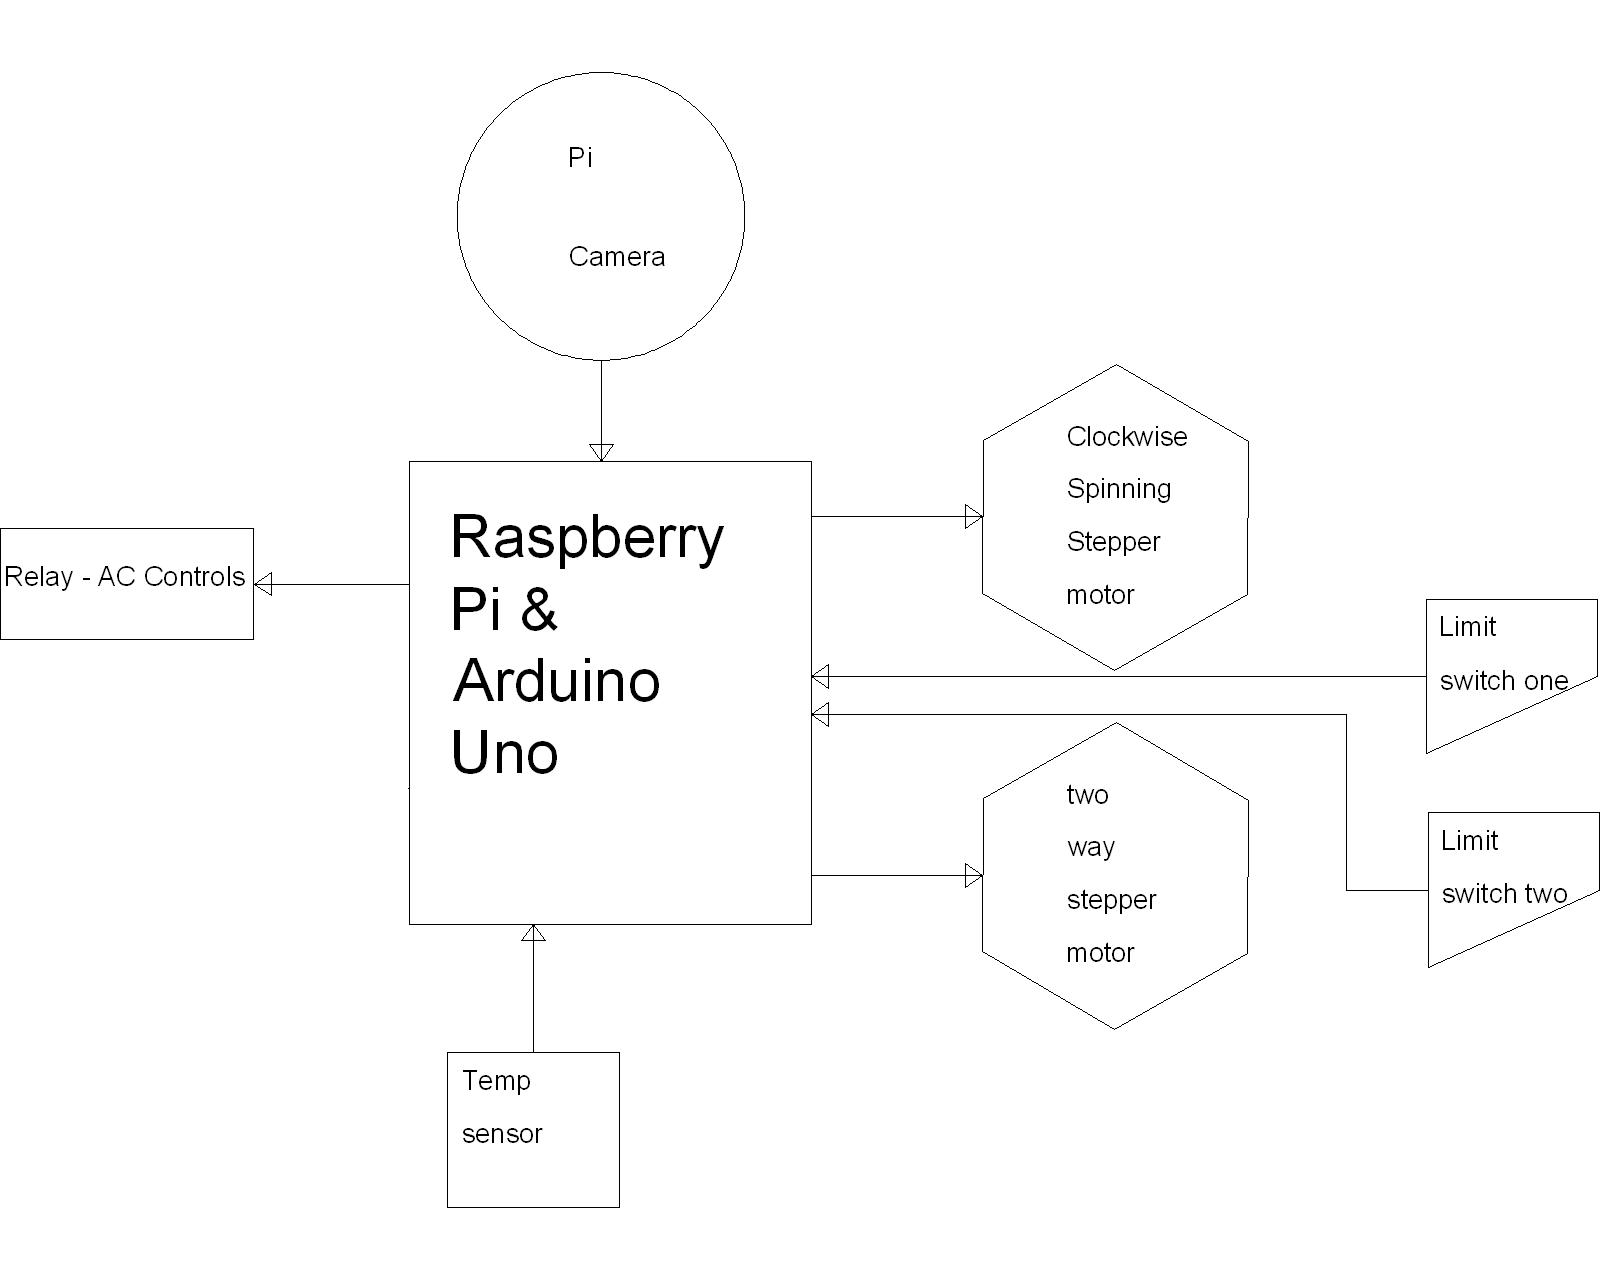 Pi
Camera
Raspberry
Pi &
Arduino
Uno
Relay - AC Controls
Clockwise
Spinning
Stepper
motor
Limit
switch one
two
way
stepper
motor
Limit
switch two
Temp
sensor